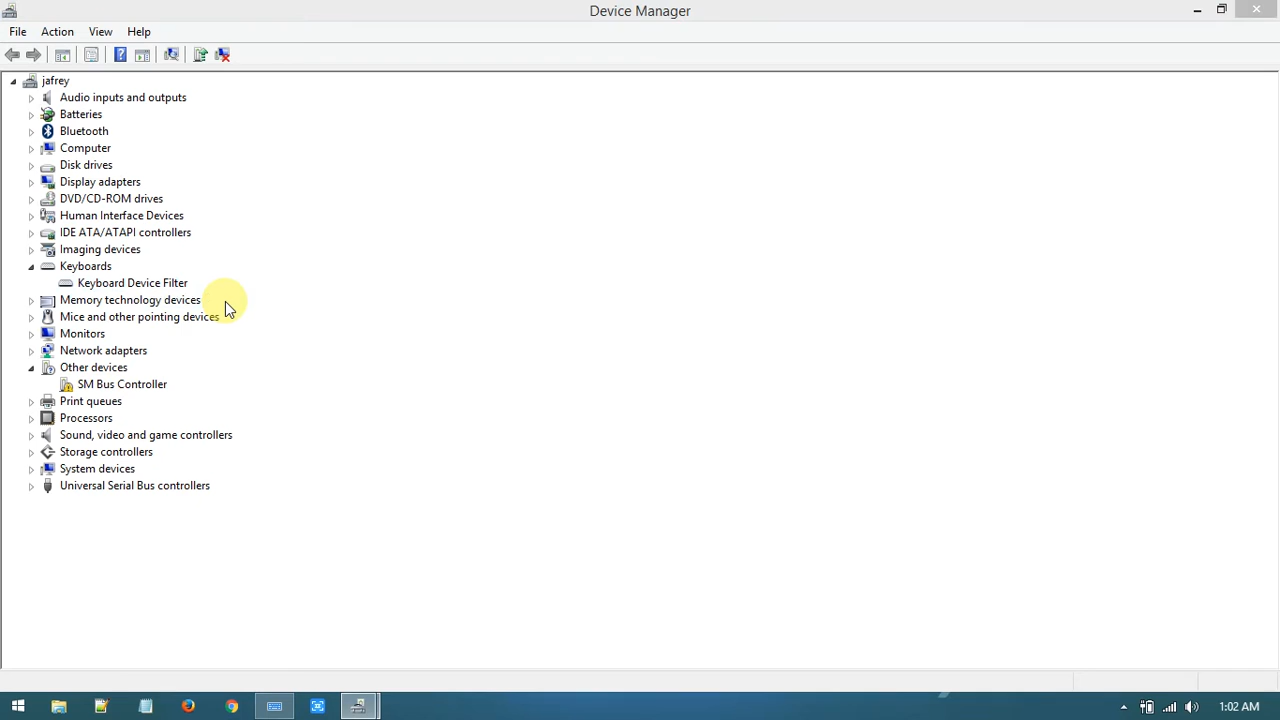 Device Manager
File Action View Help
jafrey
Audio inputs and outputs
Batteries
Bluetooth
Computer
Disk drives
Display adapters
DVD/CD-ROM drives
Human Interface Devices
IDE ATA/ATAPI controllers
Imaging devices
Keyboards
Keyboard Device Filter
Memory technology devices
Mice and other pointing devices
Monitors
Network adapters
Other devices
SM Bus Controller
Print queues
Processors
Sound, video and game controllers
Storage controllers
System devices
Universal Serial Bus controllers
1:02 AM